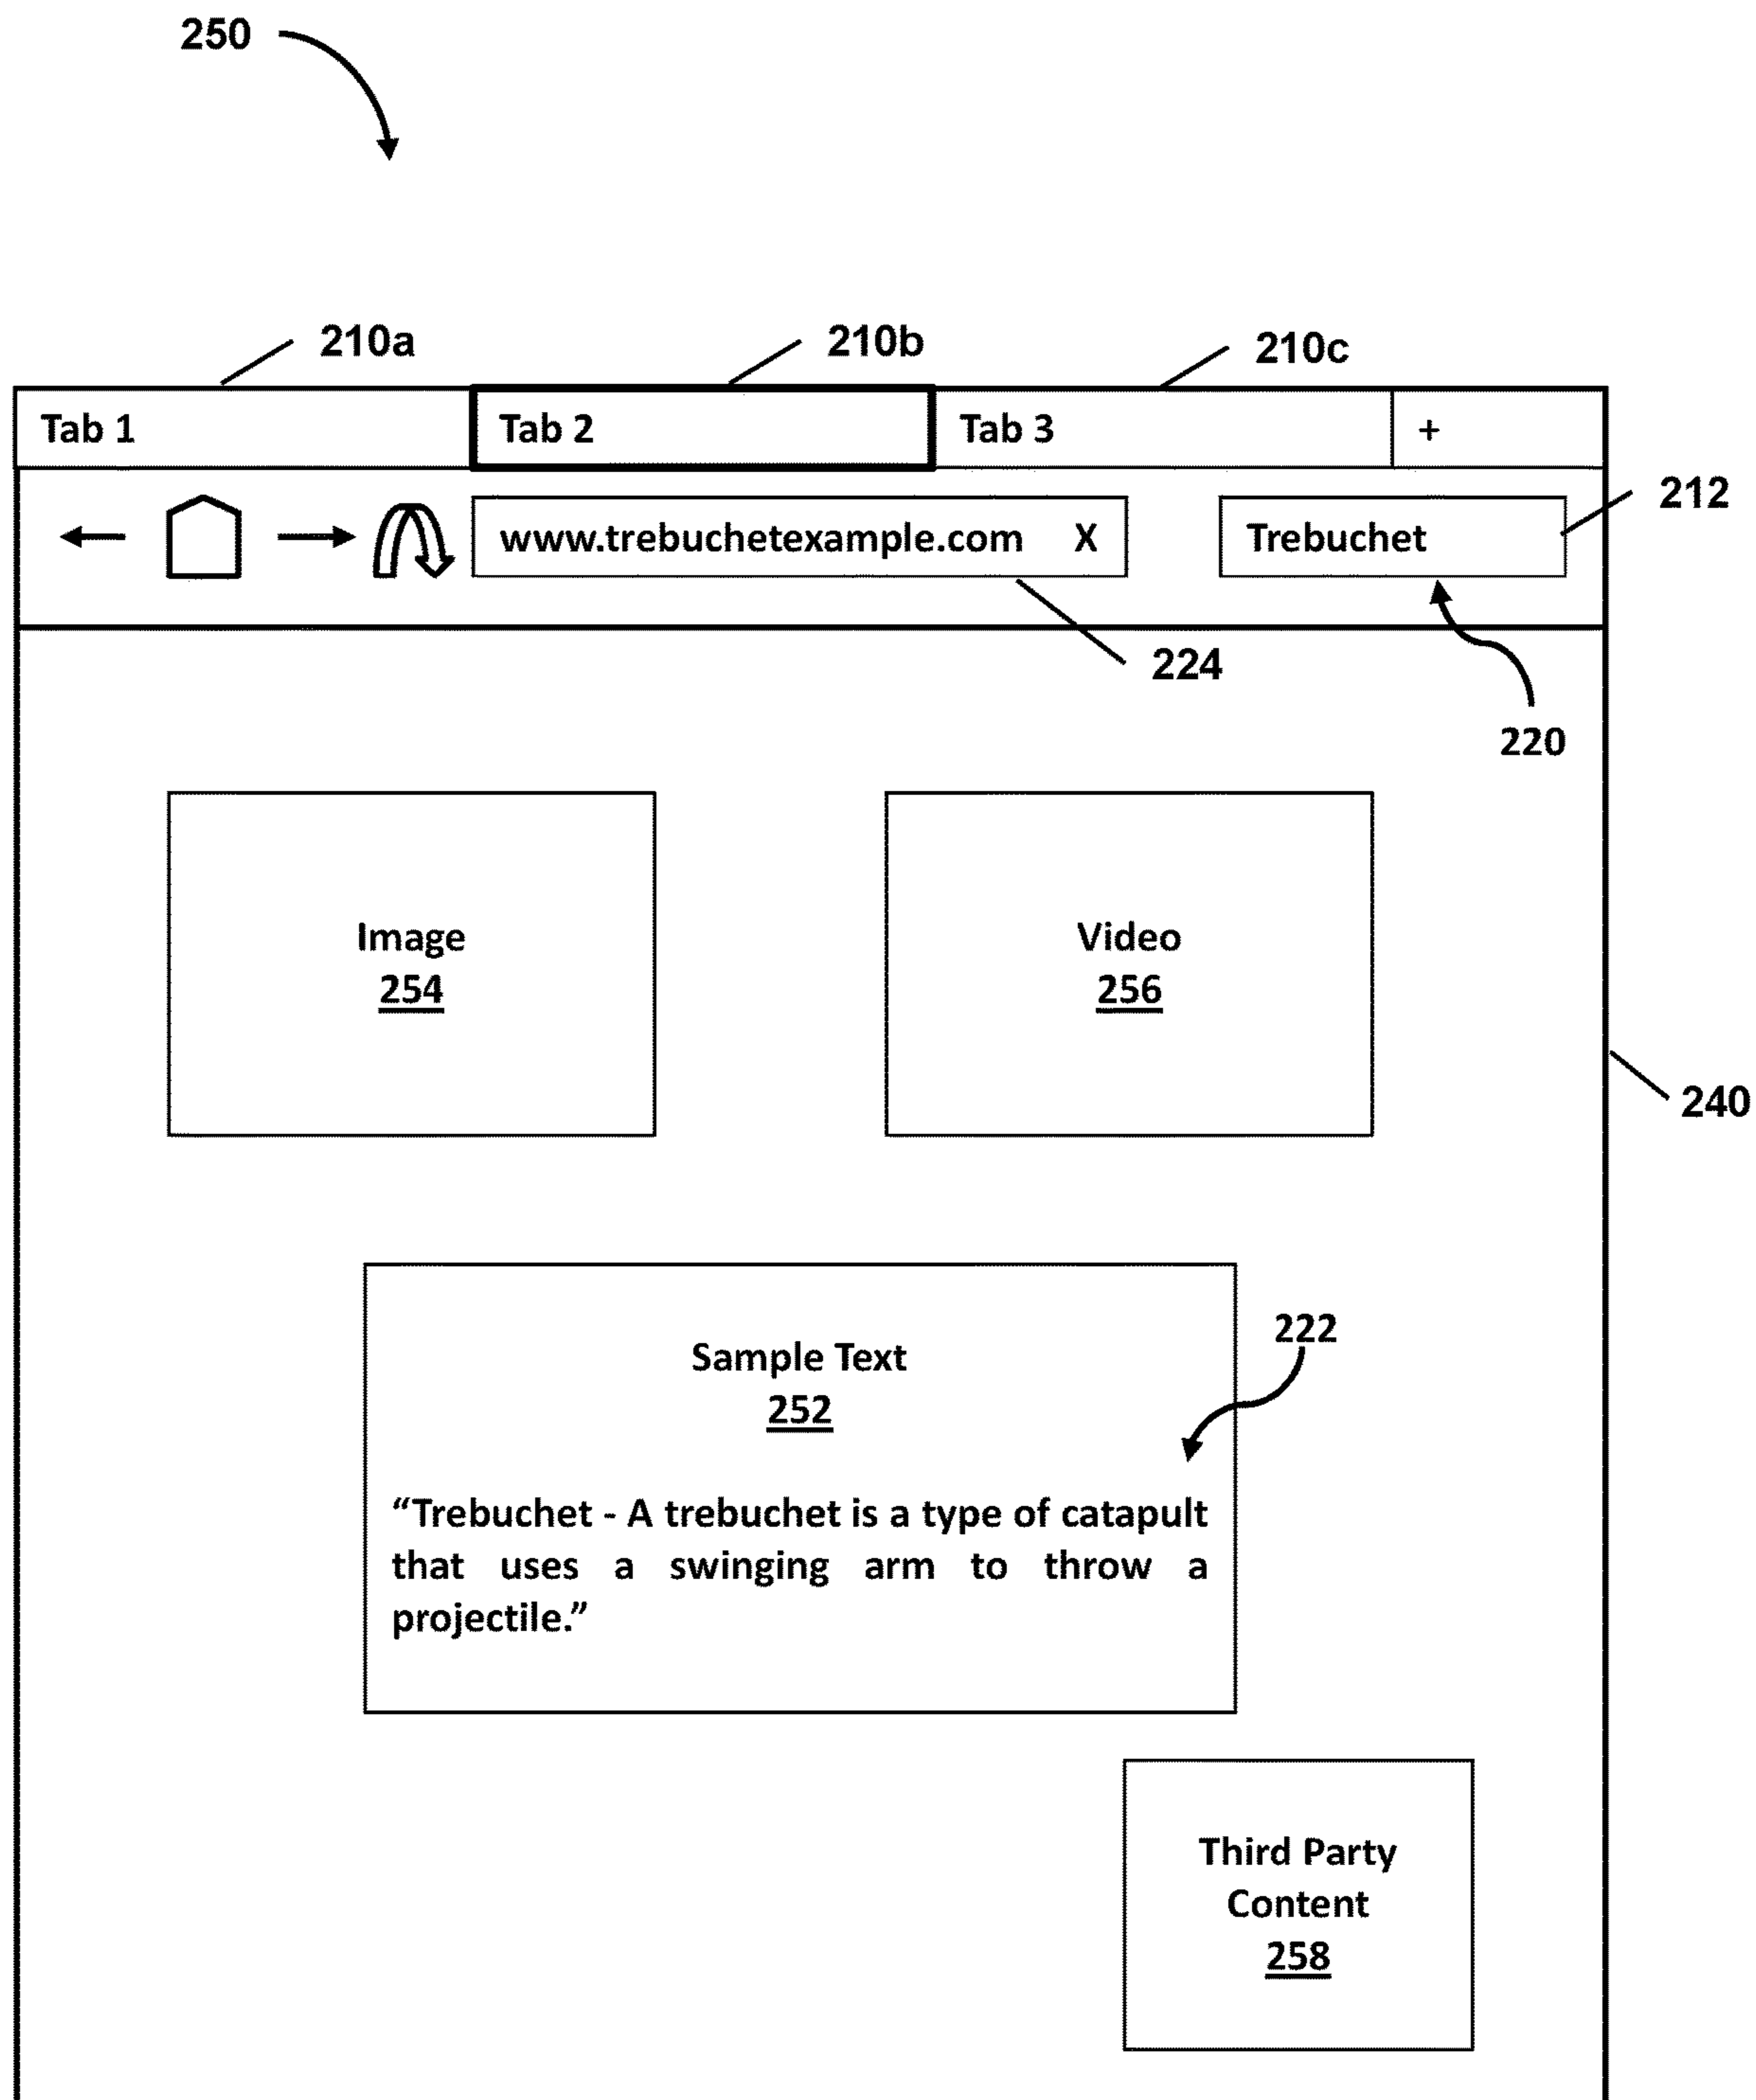 250
210a
210b
210c
Tab 1
Tab 2
Tab 3
+
212
www.trebuchetexample.com X
Trebuchet
224
220
Image
254
Video
256
240
222
Sample Text
252
“Trebuchet - A trebuchet is a type of catapult
that uses a swinging arm to throw a
projectile.”
Third Party
Content
258